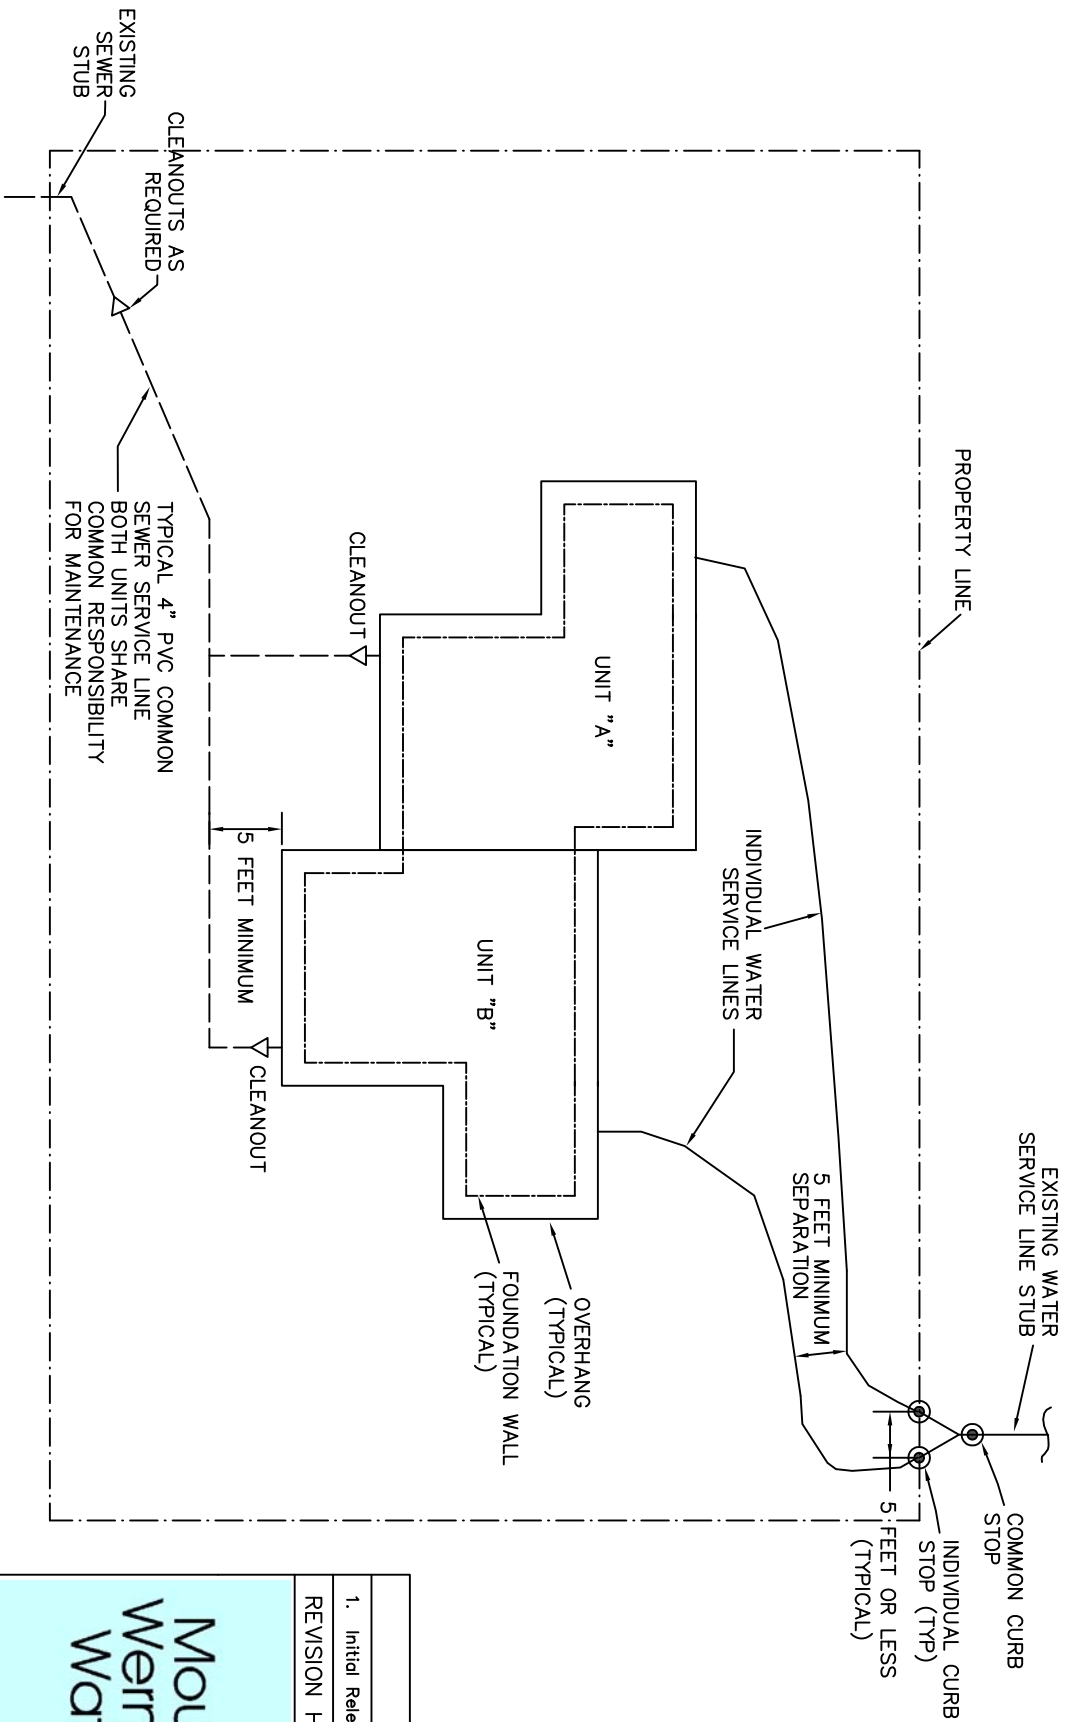 EXISTING
SEWER
STUB
CLEANOUTS AS
REQUIRED
PROPERTY LINE
TYPICAL 4" PVC COMMON
SEWER SERVICE LINE
BOTH UNITS SHARE
COMMON RESPONSIBILITY
FOR MAINTENANCE
CLEANOUT
UNIT "A"
5 FEET MINIMUM
INDIVIDUAL WATER
SERVICE LINES
UNIT "B"
CLEANOUT
EXISTING WATER
SERVICE LINE STUB
5 FEET MINIMUM
SEPARATION
OVERHANG
(TYPICAL)
FOUNDATION WALL
(TYPICAL)
COMMON CURB
STOP
INDIVIDUAL CURB
STOP (TYP)
5 FEET OR LESS
(TYPICAL)
1. Initial Rele
REVISION H
Mou
Wern
Wat